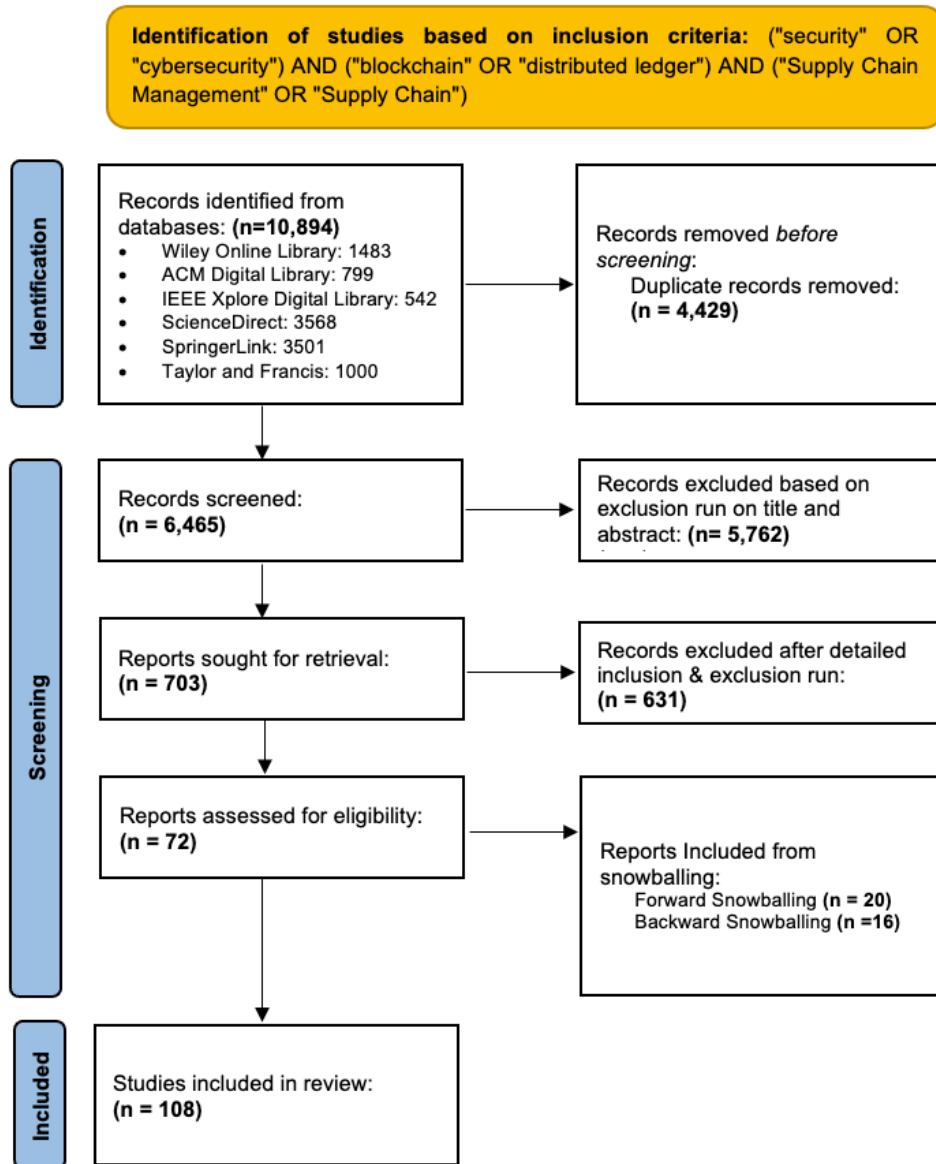 Identification of studies based on inclusion criteria: ("security" OR
"cybersecurity") AND ("blockchain" OR "distributed ledger") AND ("Supply Chain
Management" OR "Supply Chain")
Identification
Records identified from
databases: (n=10,894)
• Wiley Online Library: 1483
• ACM Digital Library: 799
• IEEE Xplore Digital Library: 542
• ScienceDirect: 3568
• SpringerLink: 3501
• Taylor and Francis: 1000
Records removed before
screening:
Duplicate records removed:
(n = 4,429)
Screening
Records screened:
(n = 6,465)
Records excluded based on
exclusion run on title and
abstract: (n= 5,762)
Reports sought for retrieval:
(n = 703)
Records excluded after detailed
inclusion & exclusion run:
(n = 631)
Reports assessed for eligibility:
(n = 72)
Reports Included from
snowballing:
Forward Snowballing (n = 20)
Backward Snowballing (n =16)
Included
Studies included in review:
(n = 108)